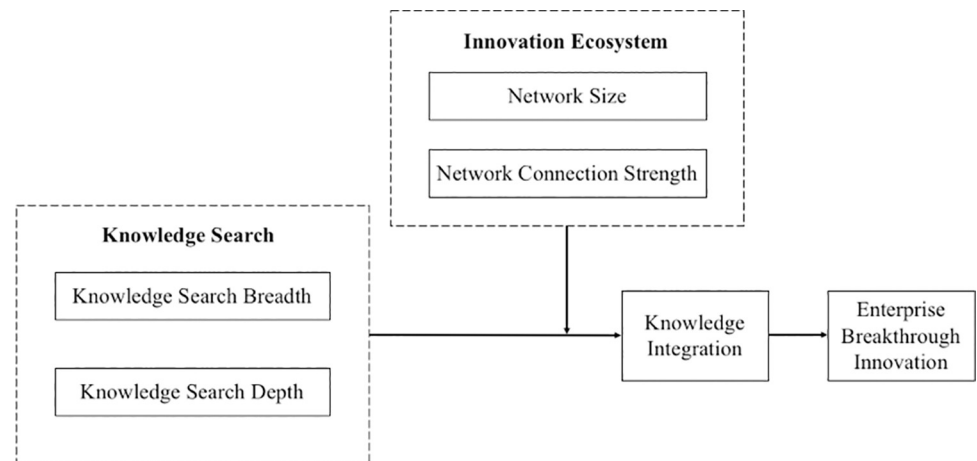 Innovation Ecosystem
Network Size
Network Connection Strength
Knowledge Search
Knowledge Search Breadth
Knowledge Search Depth
Knowledge
Integration
Enterprise
Breakthrough
Innovation